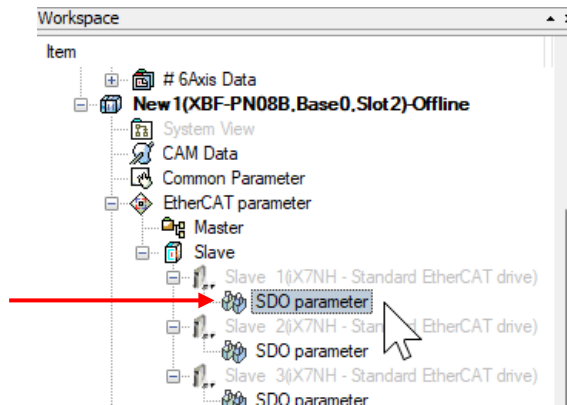 Workspace
Item
# 6Axis Data
New1(XBF-PN08B,Base0,Slot2)-Offline
System View
CAM Data
Common Parameter
EtherCAT parameter
Master
Slave
Slave 1(iX7NH - Standard EtherCAT drive)
SDO parameter
Slave 2(iX7NH - Standard EtherCAT drive)
SDO parameter
Slave 3(iX7NH - Standard EtherCAT drive)
SDO parameter